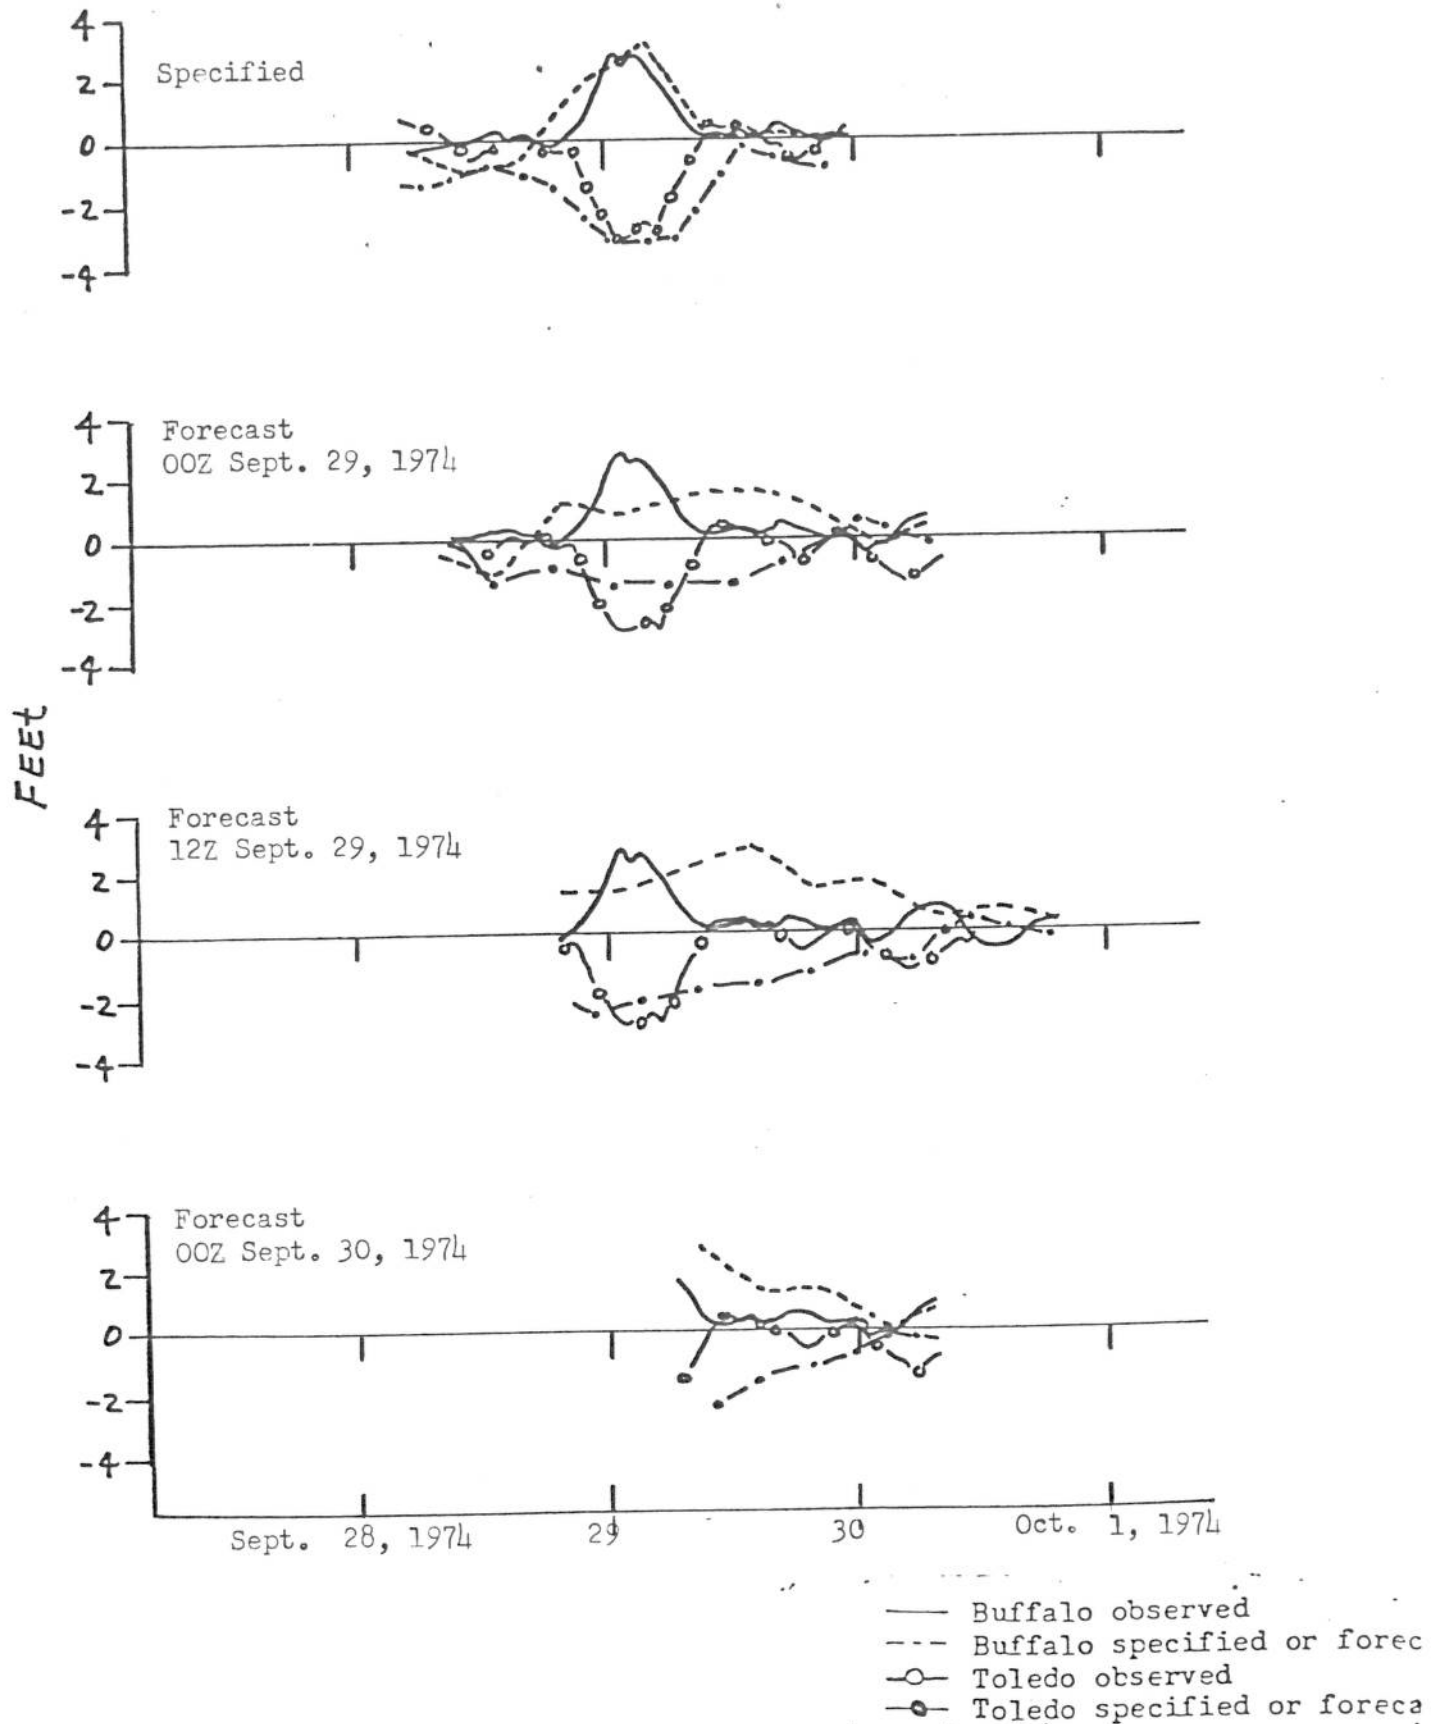 4
Specified
2
0
-2
-4
4
Forecast
00Z Sept. 29, 1974
2
0
-2
-4
FEEt
4
Forecast
12Z Sept. 29, 1974
2
0
-2
-4
4
Forecast
00Z Sept. 30, 1974
2
0
-2
-4
Sept. 28, 1974 29 30 Oct. 1, 1974
Buffalo observed
Buffalo specified or forec
Toledo observed
Toledo specified or foreca